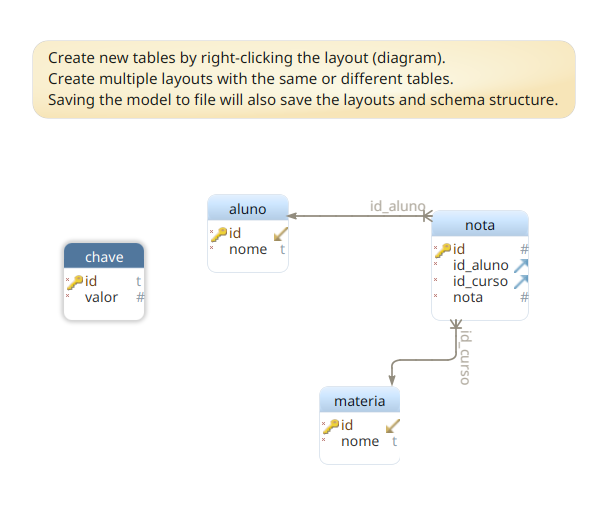 Create new tables by right-clicking the layout (diagram).
Create multiple layouts with the same or different tables.
Saving the model to file will also save the layouts and schema structure.
aluno
id
nome t
id_aluno
nota
id #
id_aluno
id_curso
nota #
chave
id t
valor #
id_curso
materia
id
nome t